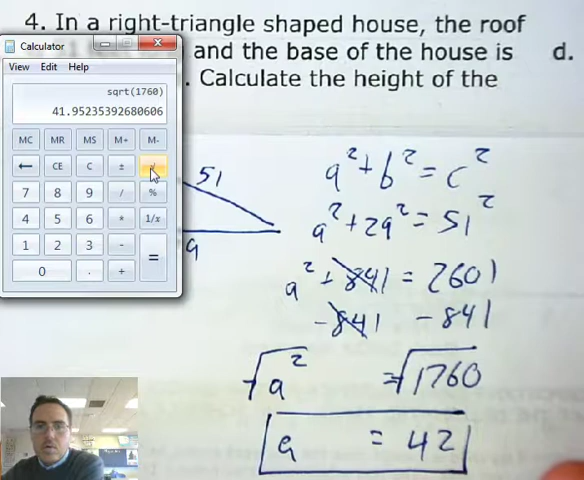 4. In a right-triangle shaped house, the roof
and the base of the house is d.
. Calculate the height of the
Calculator
View Edit Help
sqrt(1760)
41.95235392680606
MC MR MS M+ M-
← CE C ± √
7 8 9 / %
4 5 6 * 1/x
1 2 3 - =
0 . +
51
a² + b² = c²
a² + 29² = 51²
a² + 841 = 2601
-841 -841
√a² = √1760
a = 42